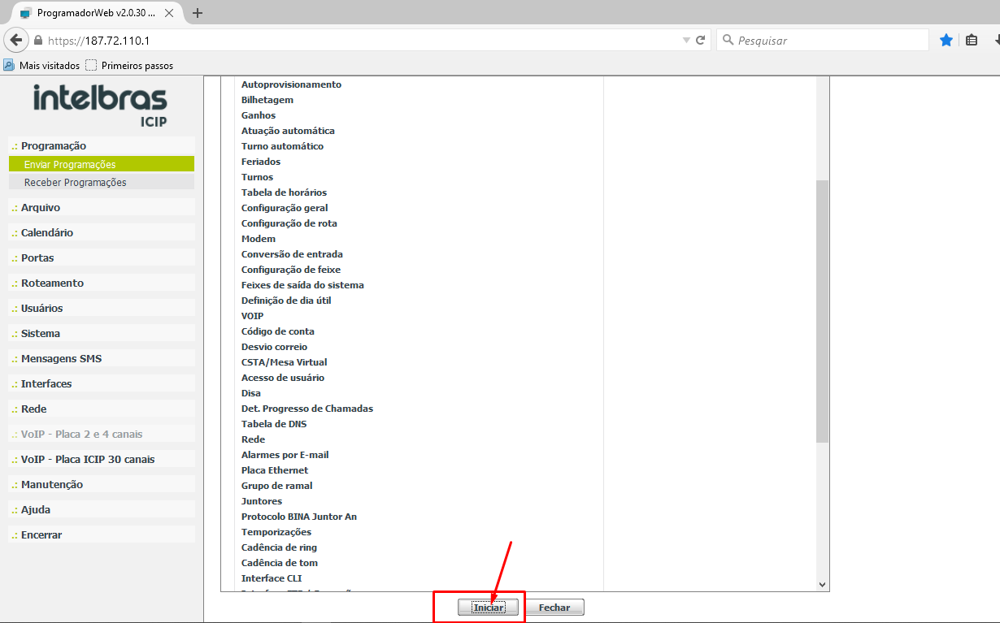 ProgramadorWeb v2.0.30 ...
https://187.72.110.1
Pesquisar
Mais visitados
Primeiros passos
intelbras
ICIP
.: Programação
Enviar Programações
Receber Programações
.: Arquivo
.: Calendário
.: Portas
.: Roteamento
.: Usuários
.: Sistema
.: Mensagens SMS
.: Interfaces
.: Rede
.: VoIP - Placa 2 e 4 canais
.: VoIP - Placa ICIP 30 canais
.: Manutenção
.: Ajuda
.: Encerrar
Autoprovisionamento
Bilhetagem
Ganhos
Atuação automática
Turno automático
Feriados
Turnos
Tabela de horários
Configuração geral
Configuração de rota
Modem
Conversão de entrada
Configuração de feixe
Feixes de saída do sistema
Definição de dia útil
VOIP
Código de conta
Desvio correio
CSTA/Mesa Virtual
Acesso de usuário
Disa
Det. Progresso de Chamadas
Tabela de DNS
Rede
Alarmes por E-mail
Placa Ethernet
Grupo de ramal
Juntores
Protocolo BINA Juntor An
Temporizações
Cadência de ring
Cadência de tom
Interface CLI
Iniciar
Fechar